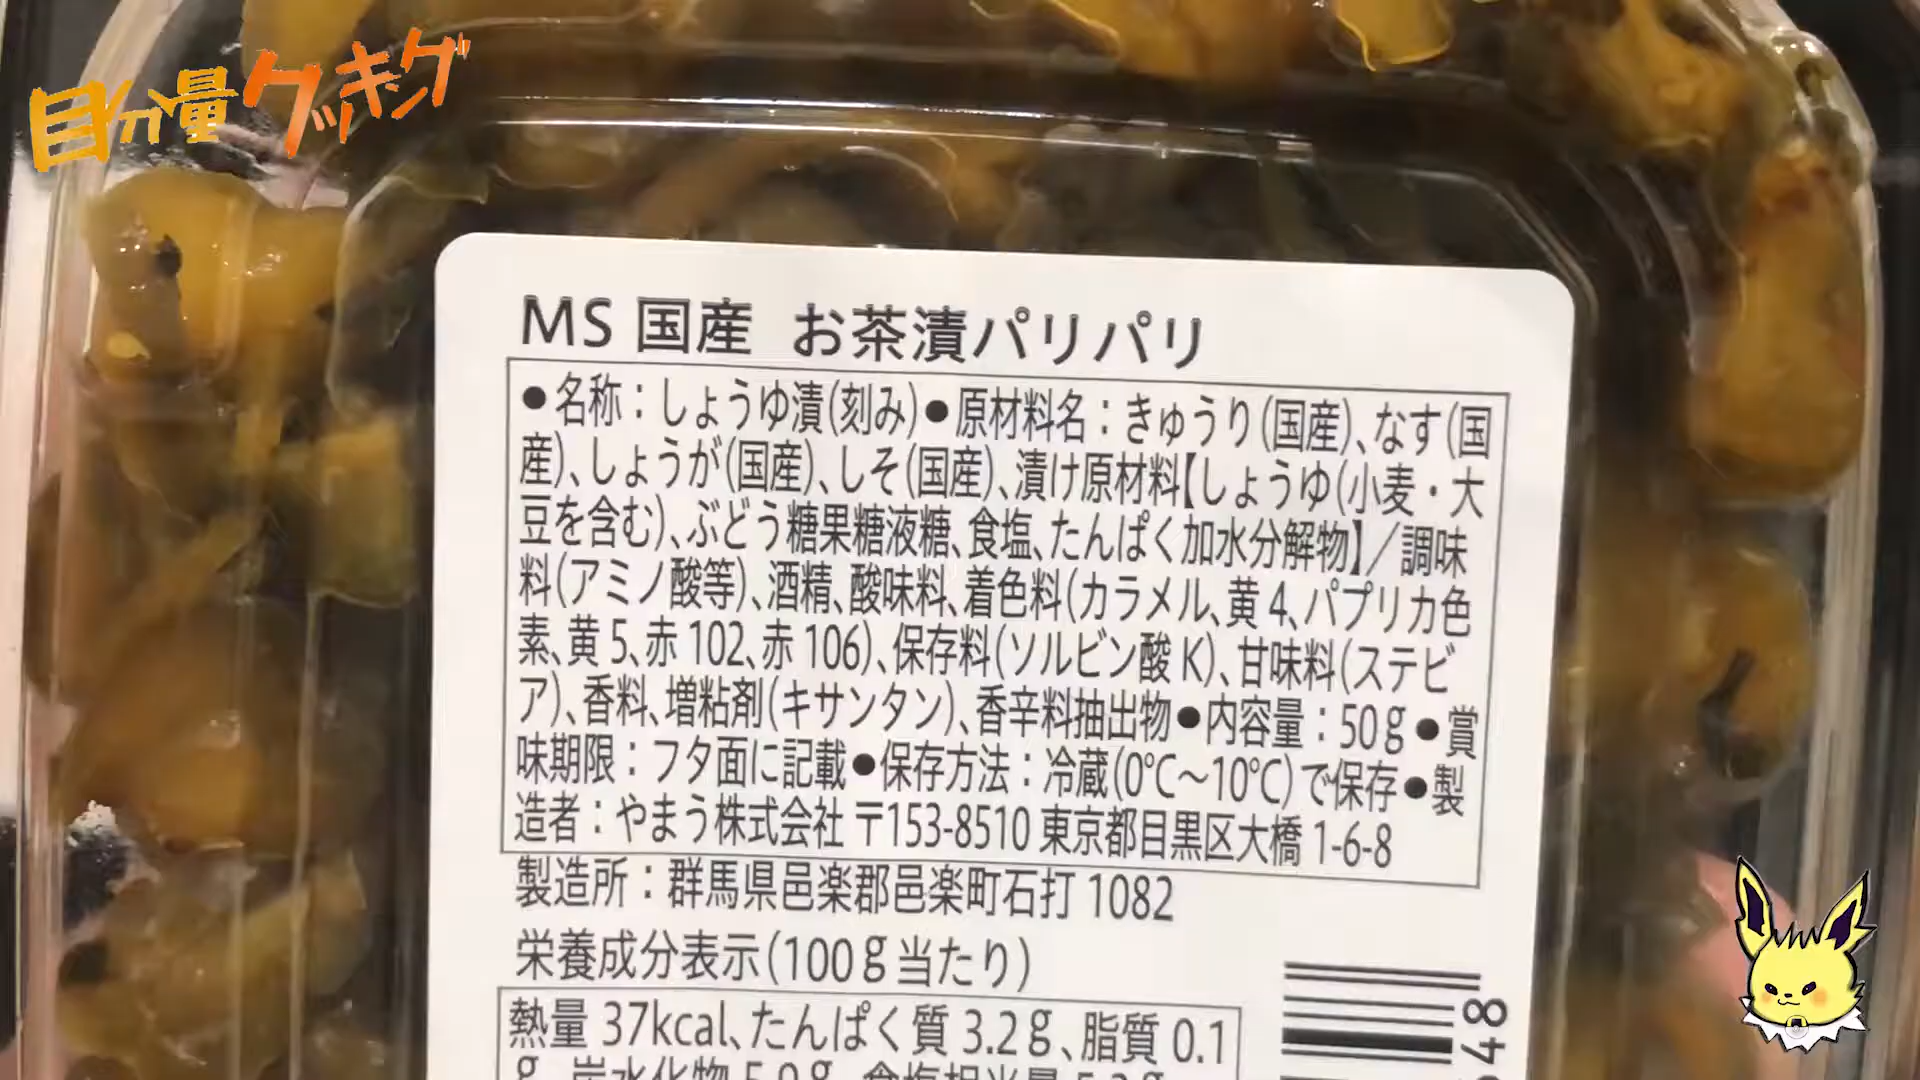 目分量クッキング
MS 国産 お茶漬パリパリ
●名称：しょうゆ漬(刻み)●原材料名：きゅうり(国産)、なす(国
産)、しょうが(国産)、しそ(国産)、漬け原材料【しょうゆ(小麦・大
豆を含む)、ぶどう糖果糖液糖、食塩、たんぱく加水分解物】／調味
料(アミノ酸等)、酒精、酸味料、着色料(カラメル、黄4、パプリカ色
素、黄5、赤102、赤106)、保存料(ソルビン酸K)、甘味料(ステビ
ア)、香料、増粘剤(キサンタン)、香辛料抽出物●内容量：50g●賞
味期限：フタ面に記載●保存方法：冷蔵(0℃～10℃)で保存●製
造者：やまう株式会社 〒153-8510 東京都目黒区大橋1-6-8
製造所：群馬県邑楽郡邑楽町石打1082
栄養成分表示(100g当たり)
熱量 37kcal、たんぱく質 3.2g、脂質 0.1
g、炭水化物